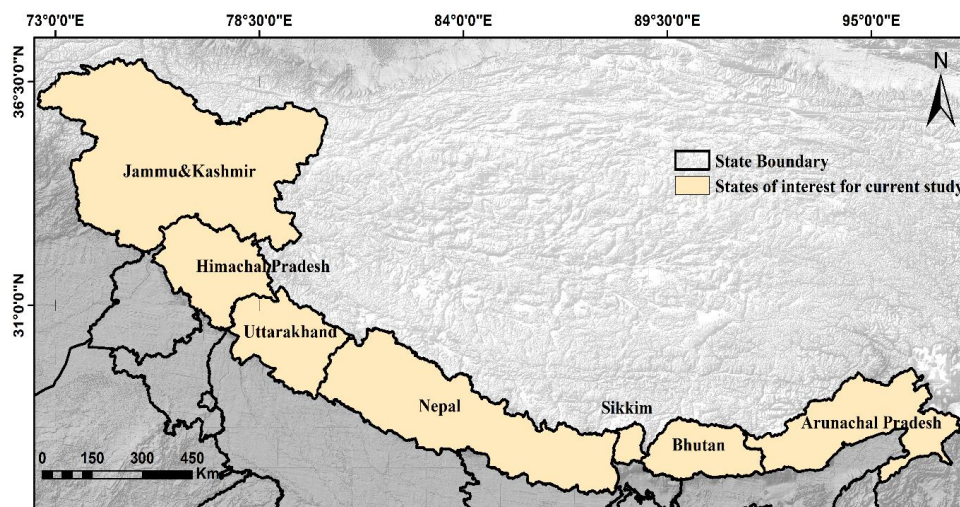 73°0'0"E
78°30'0"E
84°0'0"E
89°30'0"E
95°0'0"E
36°30'0"N
N
State Boundary
Jammu&Kashmir
States of interest for current study
Himachal Pradesh
31°0'0"N
Uttarakhand
Nepal
Sikkim
Arunachal Pradesh
Bhutan
0 75 150 300 450
Km